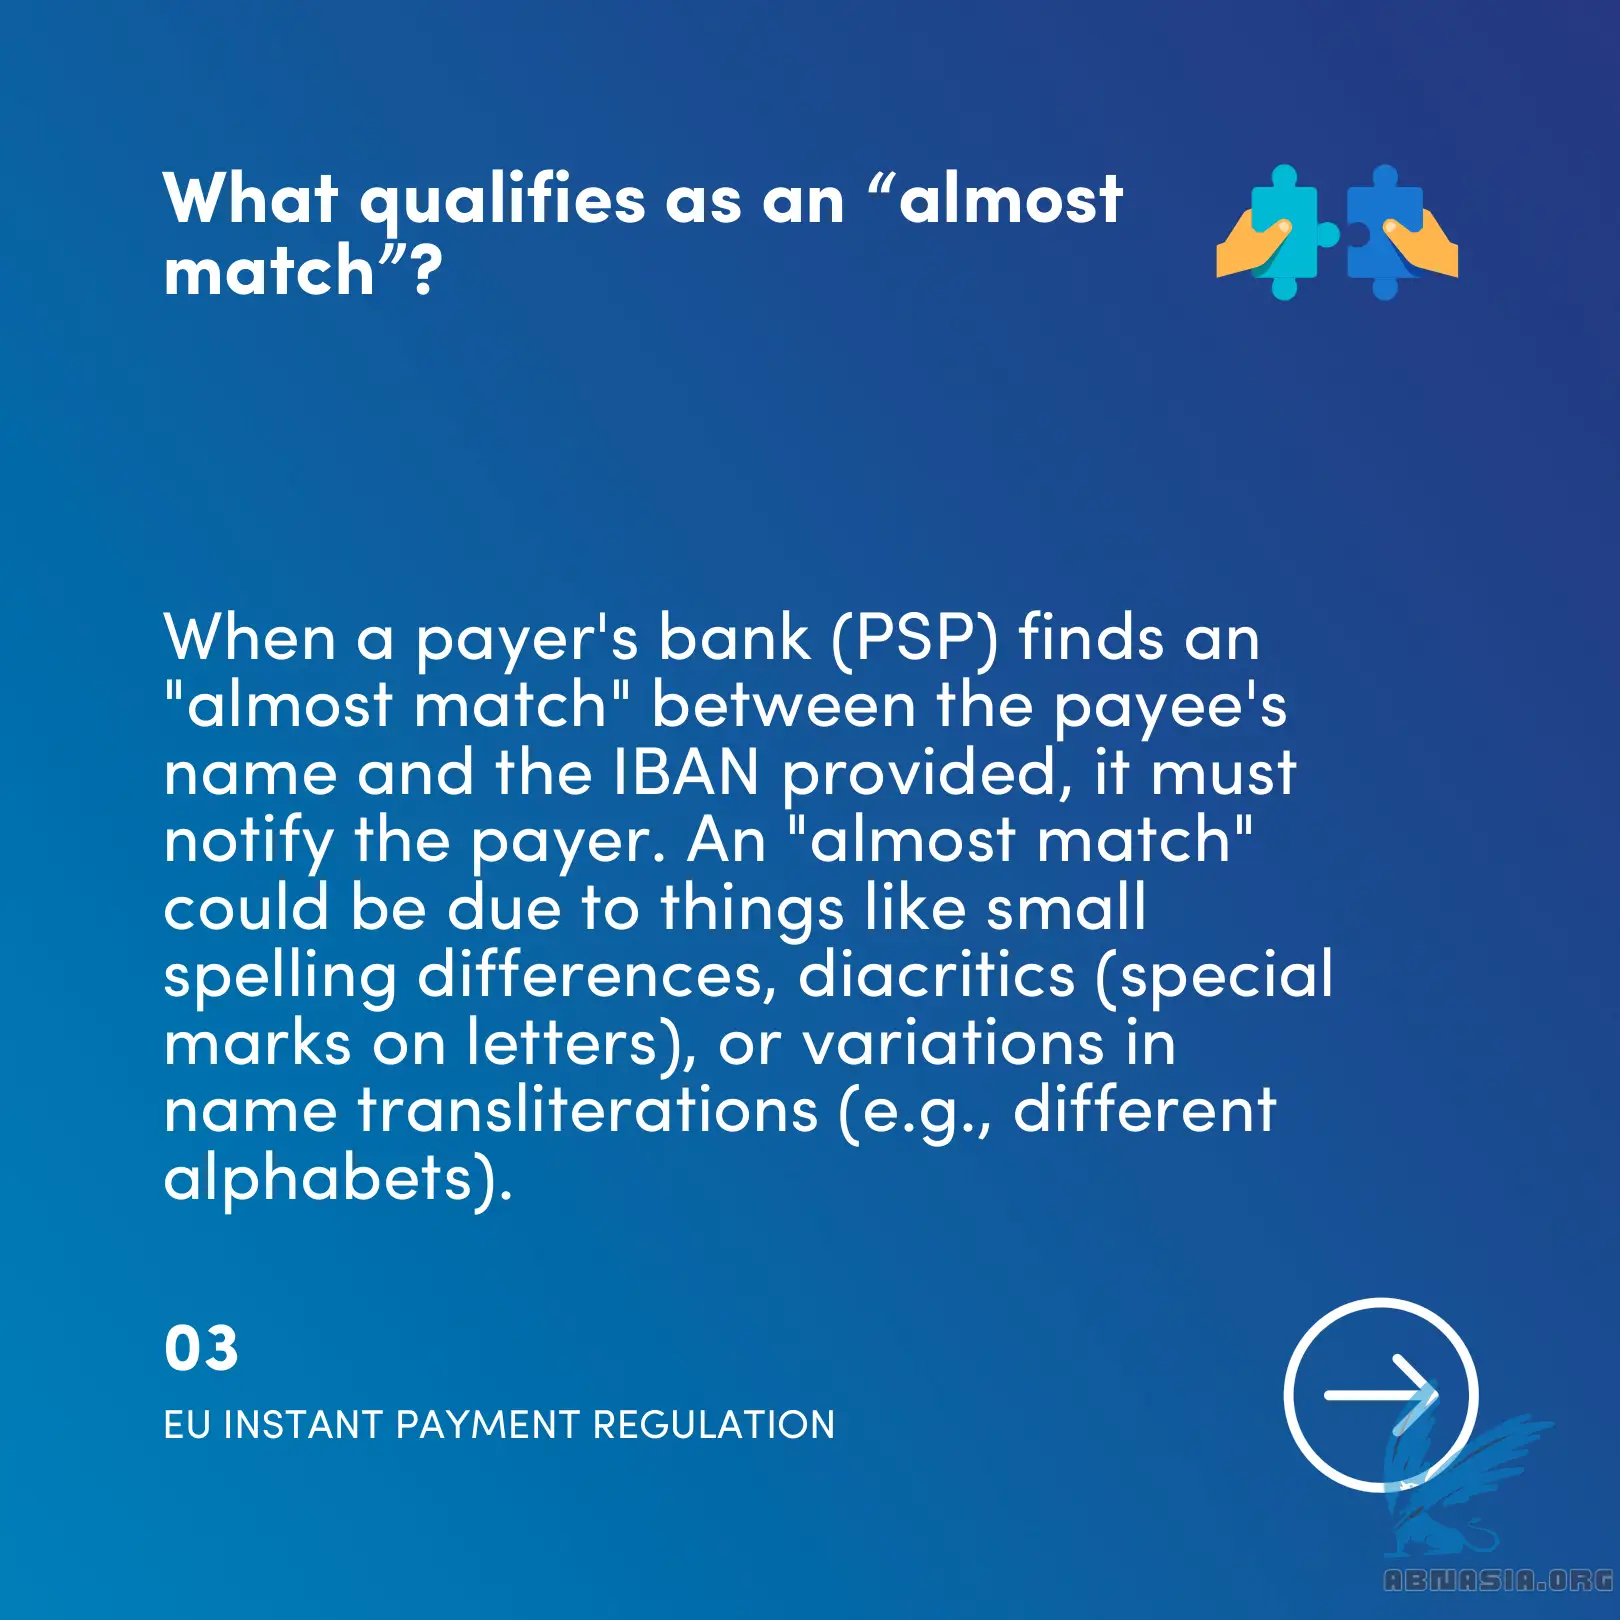 What qualifies as an “almost
match”?
When a payer's bank (PSP) finds an
"almost match" between the payee's
name and the IBAN provided, it must
notify the payer. An "almost match"
could be due to things like small
spelling differences, diacritics (special
marks on letters), or variations in
name transliterations (e.g., different
alphabets).
03
EU INSTANT PAYMENT REGULATION
ABNASIA.ORG